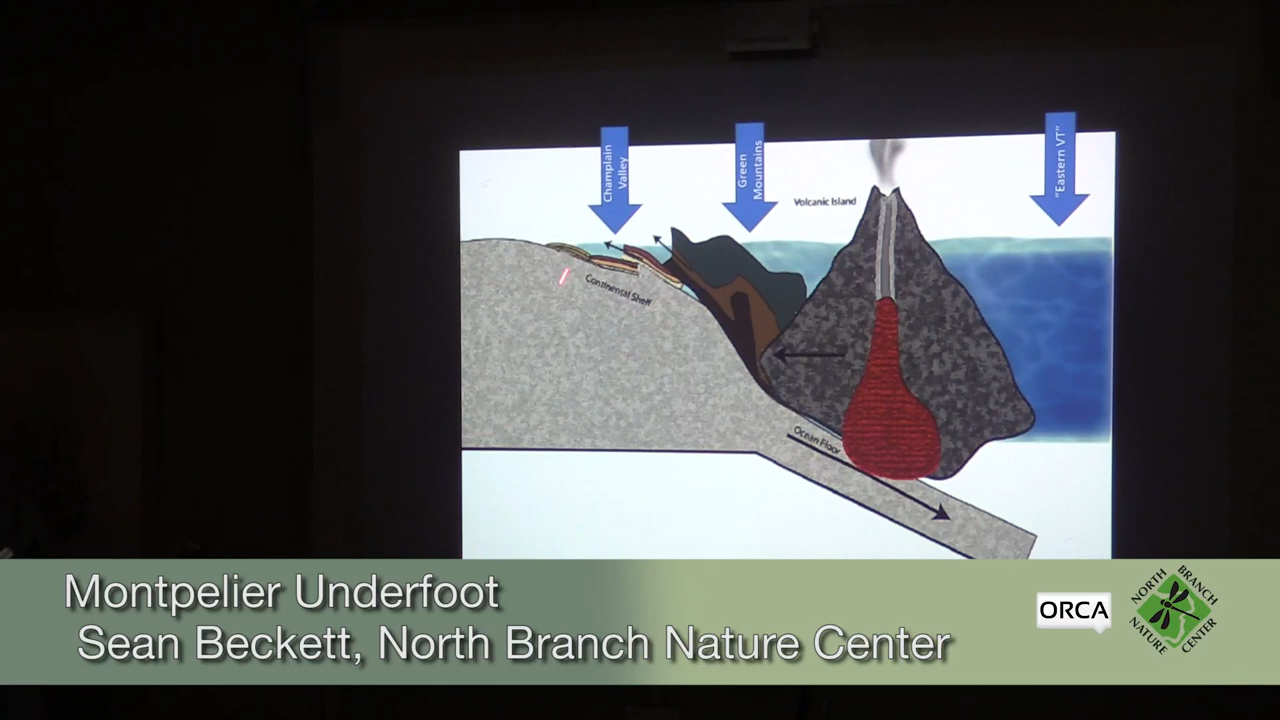 Champlain
Valley
Green
Mountains
"Eastern VT"
Volcanic Island
Continental Shelf
Ocean Floor
Montpelier Underfoot
Sean Beckett, North Branch Nature Center
ORCA
NORTH BRANCH
NATURE CENTER